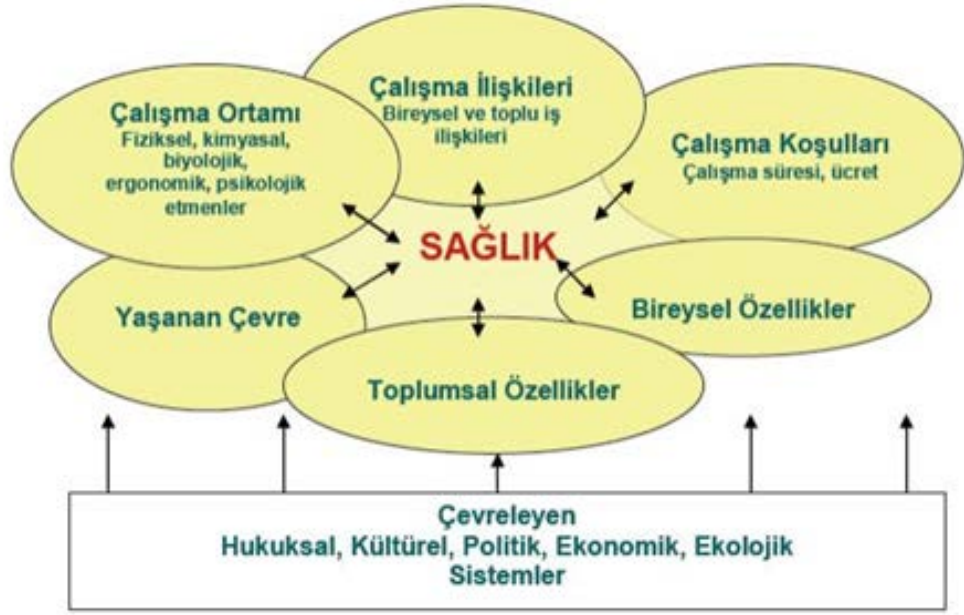 Çalışma Ortamı
Fiziksel, kimyasal,
biyolojik,
ergonomik, psikolojik
etmenler
Çalışma İlişkileri
Bireysel ve toplu iş
ilişkileri
Çalışma Koşulları
Çalışma süresi, ücret
SAĞLIK
Yaşanan Çevre
Bireysel Özellikler
Toplumsal Özellikler
Çevreleyen
Hukuksal, Kültürel, Politik, Ekonomik, Ekolojik
Sistemler